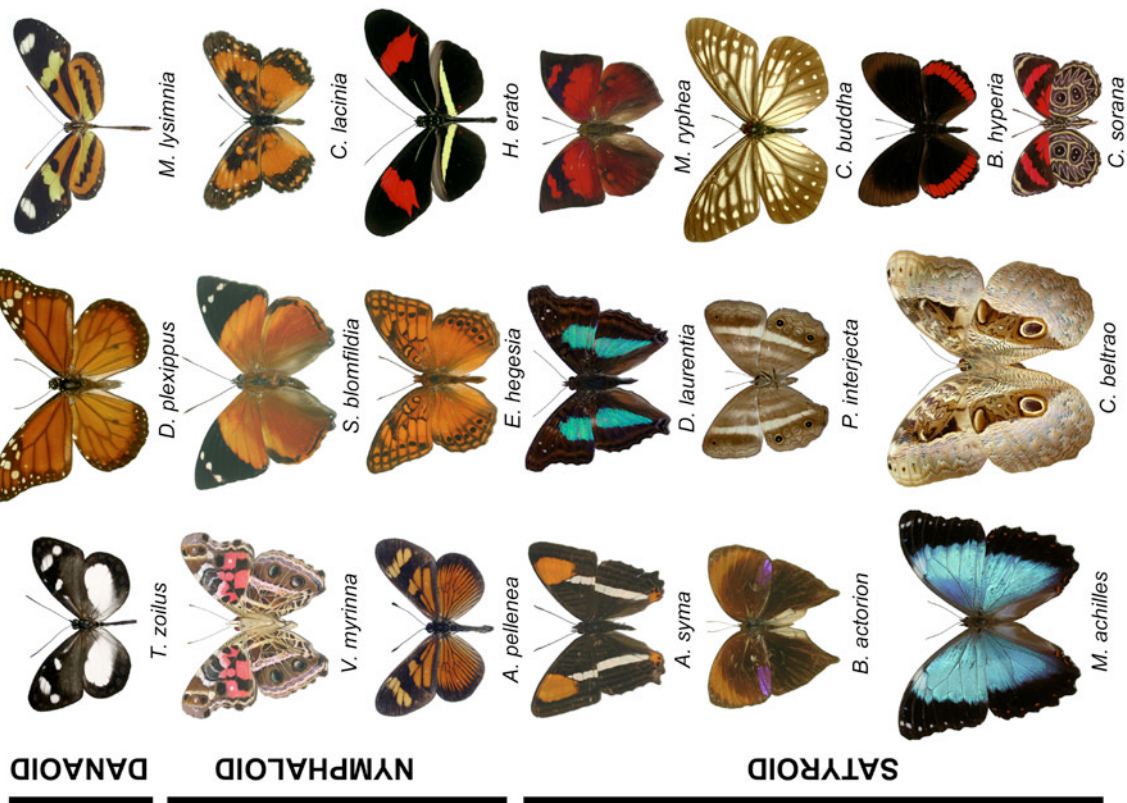 M. lysimnia
C. lacinia
H. erato
M. ryphea
C. buddha
B. hyperia
C. sorana
D. plexippus
S. blomfildia
E. hegesia
D. laurentia
P. interjecta
C. beltrao
T. zoilus
V. myrinna
A. pellenea
A. syma
B. actorion
M. achilles
DANAOID
NYMPHALOID
SATYROID